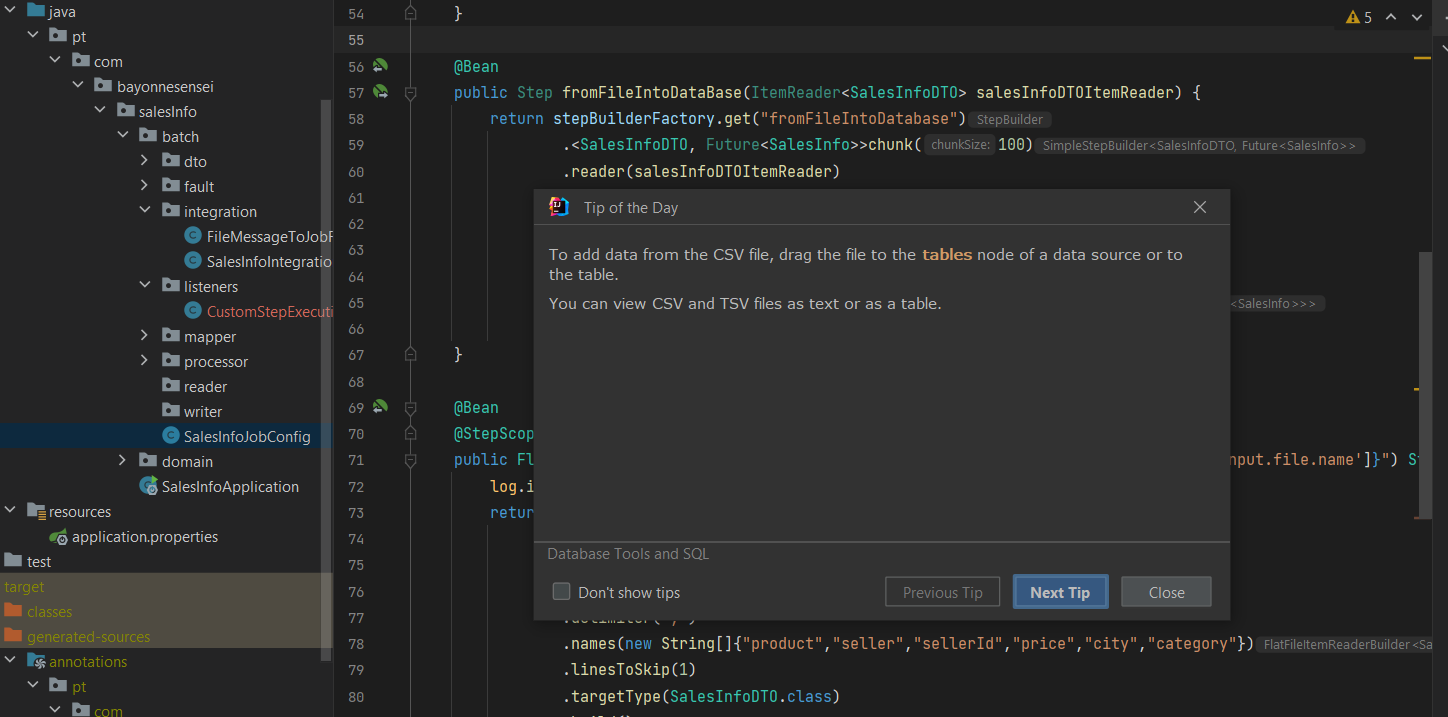 java
pt
com
bayonnesensei
salesInfo
batch
dto
fault
integration
FileMessageToJobR
SalesInfoIntegratio
listeners
CustomStepExecuti
mapper
processor
reader
writer
SalesInfoJobConfig
domain
SalesInfoApplication
resources
application.properties
test
target
classes
generated-sources
annotations
pt
com
5
54 }
55
56 @Bean
57 public Step fromFileIntoDataBase(ItemReader<SalesInfoDTO> salesInfoDTOItemReader) {
58 return stepBuilderFactory.get("fromFileIntoDatabase") StepBuilder
59 .<SalesInfoDTO, Future<SalesInfo>>chunk( chunkSize: 100) SimpleStepBuilder<SalesInfoDTO, Future<SalesInfo>>
60 .reader(salesInfoDTOItemReader)
61
62
63
64
65 <SalesInfo>>>
66
67 }
68
69 @Bean
70 @StepScop
71 public Fl nput.file.name']}") St
72 log.i
73 retur
74
75
76
77
78 .names(new String[]{"product","seller","sellerId","price","city","category"}) FlatFileItemReaderBuilder<Sa
79 .linesToSkip(1)
80 .targetType(SalesInfoDTO.class)
Tip of the Day
To add data from the CSV file, drag the file to the tables node of a data source or to
the table.
You can view CSV and TSV files as text or as a table.
Database Tools and SQL
Don't show tips
Previous Tip
Next Tip
Close